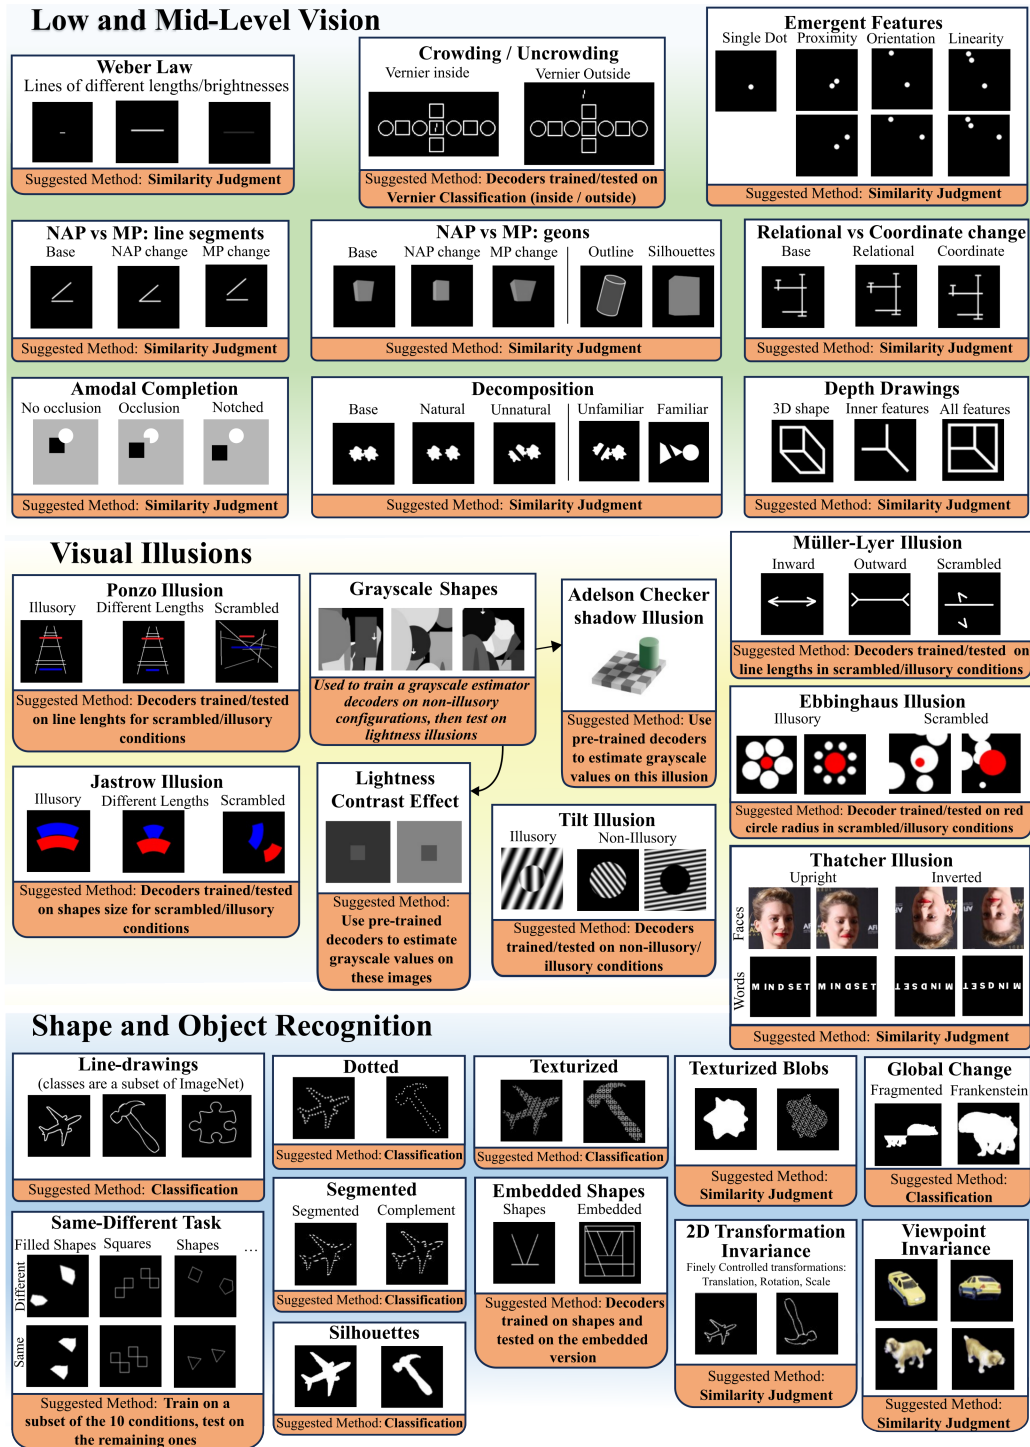 Low and Mid-Level Vision
Weber Law
Lines of different lengths/brightnesses
Suggested Method: Similarity Judgment
Crowding / Uncrowding
Vernier inside
Vernier Outside
Suggested Method: Decoders trained/tested on
Vernier Classification (inside / outside)
Emergent Features
Single Dot
Proximity
Orientation
Linearity
Suggested Method: Similarity Judgment
NAP vs MP: line segments
Base
NAP change
MP change
Suggested Method: Similarity Judgment
NAP vs MP: geons
Base
NAP change
MP change
Outline
Silhouettes
Suggested Method: Similarity Judgment
Relational vs Coordinate change
Base
Relational
Coordinate
Suggested Method: Similarity Judgment
Amodal Completion
No occlusion
Occlusion
Notched
Suggested Method: Similarity Judgment
Decomposition
Base
Natural
Unnatural
Unfamiliar
Familiar
Suggested Method: Similarity Judgment
Depth Drawings
3D shape
Inner features
All features
Suggested Method: Similarity Judgment
Visual Illusions
Ponzo Illusion
Illusory
Different Lengths
Scrambled
Suggested Method: Decoders trained/tested
on line lenghts for scrambled/illusory
conditions
Grayscale Shapes
Used to train a grayscale estimator
decoders on non-illusory
configurations, then test on
lightness illusions
Adelson Checker
shadow Illusion
Suggested Method: Use
pre-trained decoders
to estimate grayscale
values on this illusion
Müller-Lyer Illusion
Inward
Outward
Scrambled
Suggested Method: Decoders trained/tested on
line lengths in scrambled/illusory conditions
Ebbinghaus Illusion
Illusory
Scrambled
Suggested Method: Decoder trained/tested on red
circle radius in scrambled/illusory conditions
Jastrow Illusion
Illusory
Different Lengths
Scrambled
Suggested Method: Decoders trained/tested
on shapes size for scrambled/illusory
conditions
Lightness
Contrast Effect
Suggested Method:
Use pre-trained
decoders to estimate
grayscale values on
these images
Tilt Illusion
Illusory
Non-Illusory
Suggested Method: Decoders
trained/tested on non-illusory/
illusory conditions
Thatcher Illusion
Upright
Inverted
Faces
Words
MINDSET
MINDSET
MINDSET
MINDSET
Suggested Method: Similarity Judgment
Shape and Object Recognition
Line-drawings
(classes are a subset of ImageNet)
Suggested Method: Classification
Dotted
Suggested Method: Classification
Texturized
Suggested Method: Classification
Texturized Blobs
Suggested Method:
Similarity Judgment
Global Change
Fragmented
Frankenstein
Suggested Method:
Classification
Same-Different Task
Filled Shapes
Squares
Shapes
...
Different
Same
Suggested Method: Train on a
subset of the 10 conditions, test on
the remaining ones
Segmented
Segmented
Complement
Suggested Method: Classification
Silhouettes
Suggested Method: Classification
Embedded Shapes
Shapes
Embedded
Suggested Method: Decoders
trained on shapes and
tested on the embedded
version
2D Transformation
Invariance
Finely Controlled transformations:
Translation, Rotation, Scale
Suggested Method:
Similarity Judgment
Viewpoint
Invariance
Suggested Method:
Similarity Judgment